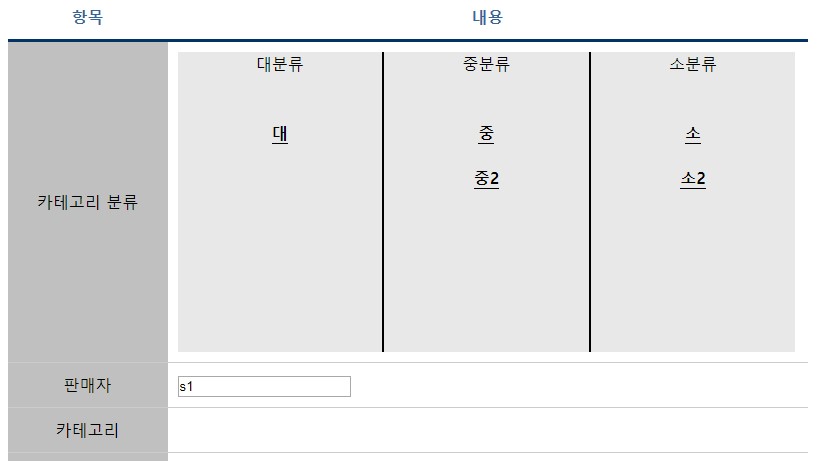 항목 내용
대분류 중분류 소분류
대 중 소
중2 소2
카테고리 분류
판매자 s1
카테고리